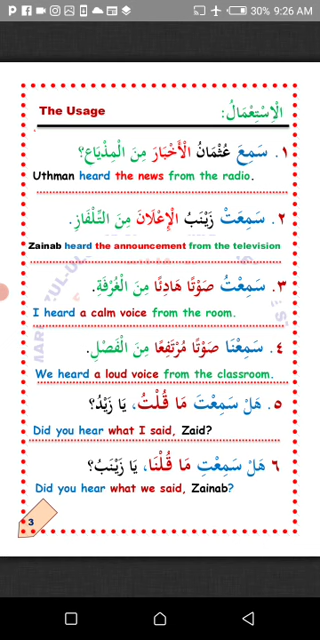 30% 9:26 AM
The Usage
الْاِسْتِعْمَالُ:
١. سَمِعَ عُثْمَانُ الْأَخْبَارَ مِنَ الْمِذْيَاعِ؟
Uthman heard the news from the radio.
٢. سَمِعَتْ زَيْنَبُ الْإِعْلَانَ مِنَ التِّلْفَازِ.
Zainab heard the announcement from the television
٣. سَمِعْتُ صَوْتًا هَادِئًا مِنَ الْغُرْفَةِ.
I heard a calm voice from the room.
٤. سَمِعْنَا صَوْتًا مُرْتَفِعًا مِنَ الْفَصْلِ.
We heard a loud voice from the classroom.
٥. هَلْ سَمِعْتَ مَا قُلْتُ، يَا زَيْدُ؟
Did you hear what I said, Zaid?
٦ هَلْ سَمِعْتِ مَا قُلْنَا، يَا زَيْنَبُ؟
Did you hear what we said, Zainab?
3